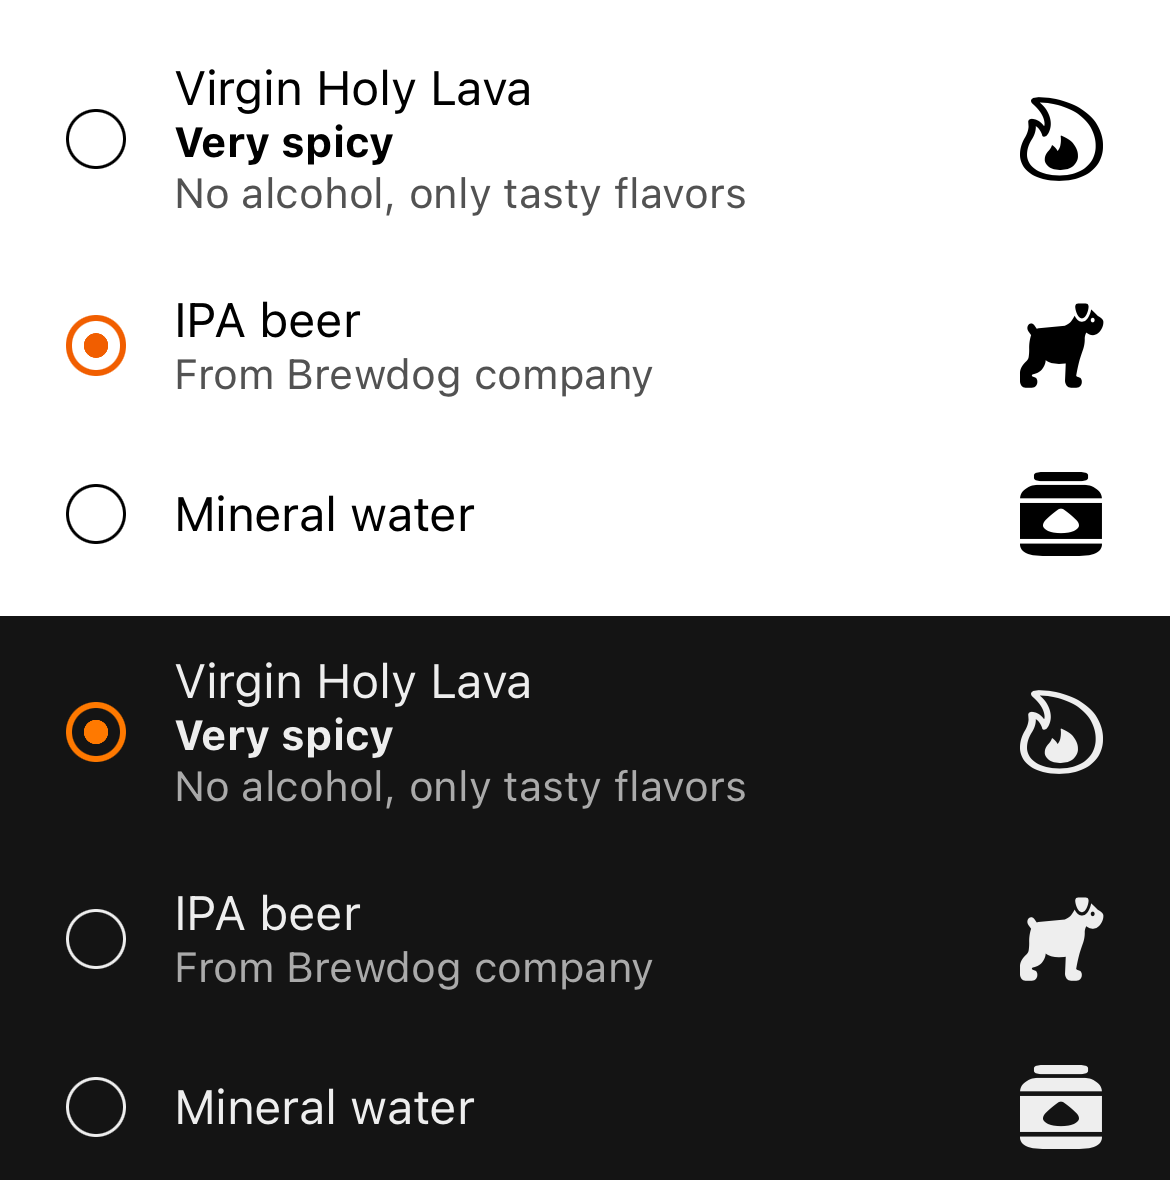 Virgin Holy Lava
Very spicy
No alcohol, only tasty flavors
IPA beer
From Brewdog company
Mineral water
Virgin Holy Lava
Very spicy
No alcohol, only tasty flavors
IPA beer
From Brewdog company
Mineral water